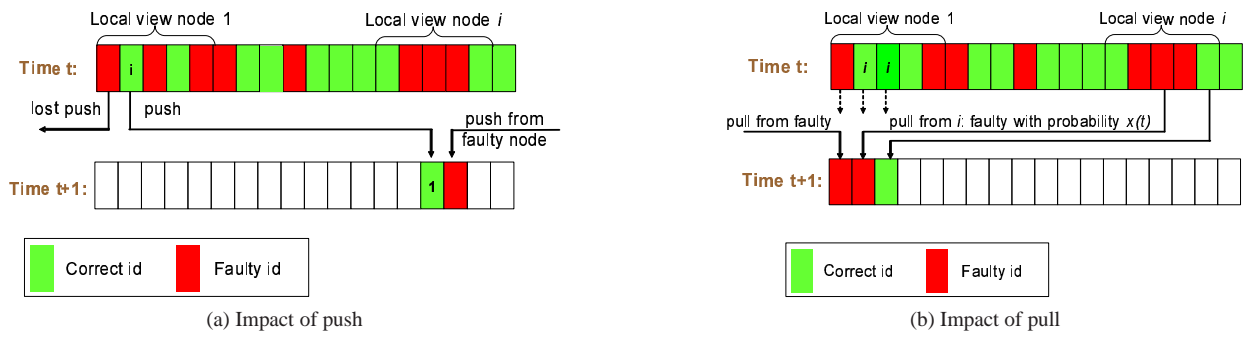 Local view node 1
Local view node i
Time t:
i
lost push
push
push from
faulty node
Time t+1:
1
Correct id
Faulty id
(a) Impact of push
Local view node 1
Local view node i
Time t:
i
i
pull from faulty
pull from i: faulty with probability x(t)
Time t+1:
Correct id
Faulty id
(b) Impact of pull